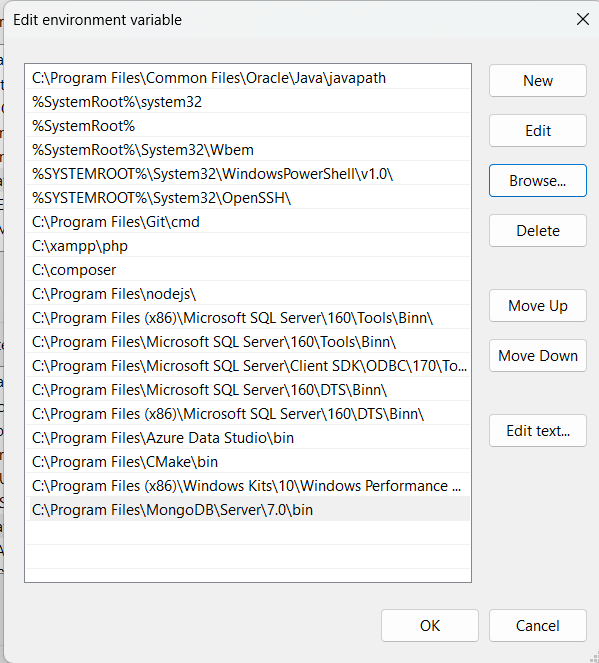 Edit environment variable
C:\Program Files\Common Files\Oracle\Java\javapath
%SystemRoot%\system32
%SystemRoot%
%SystemRoot%\System32\Wbem
%SYSTEMROOT%\System32\WindowsPowerShell\v1.0\
%SYSTEMROOT%\System32\OpenSSH\
C:\Program Files\Git\cmd
C:\xampp\php
C:\composer
C:\Program Files\nodejs\
C:\Program Files (x86)\Microsoft SQL Server\160\Tools\Binn\
C:\Program Files\Microsoft SQL Server\160\Tools\Binn\
C:\Program Files\Microsoft SQL Server\Client SDK\ODBC\170\To...
C:\Program Files\Microsoft SQL Server\160\DTS\Binn\
C:\Program Files (x86)\Microsoft SQL Server\160\DTS\Binn\
C:\Program Files\Azure Data Studio\bin
C:\Program Files\CMake\bin
C:\Program Files (x86)\Windows Kits\10\Windows Performance ...
C:\Program Files\MongoDB\Server\7.0\bin
New
Edit
Browse...
Delete
Move Up
Move Down
Edit text...
OK
Cancel